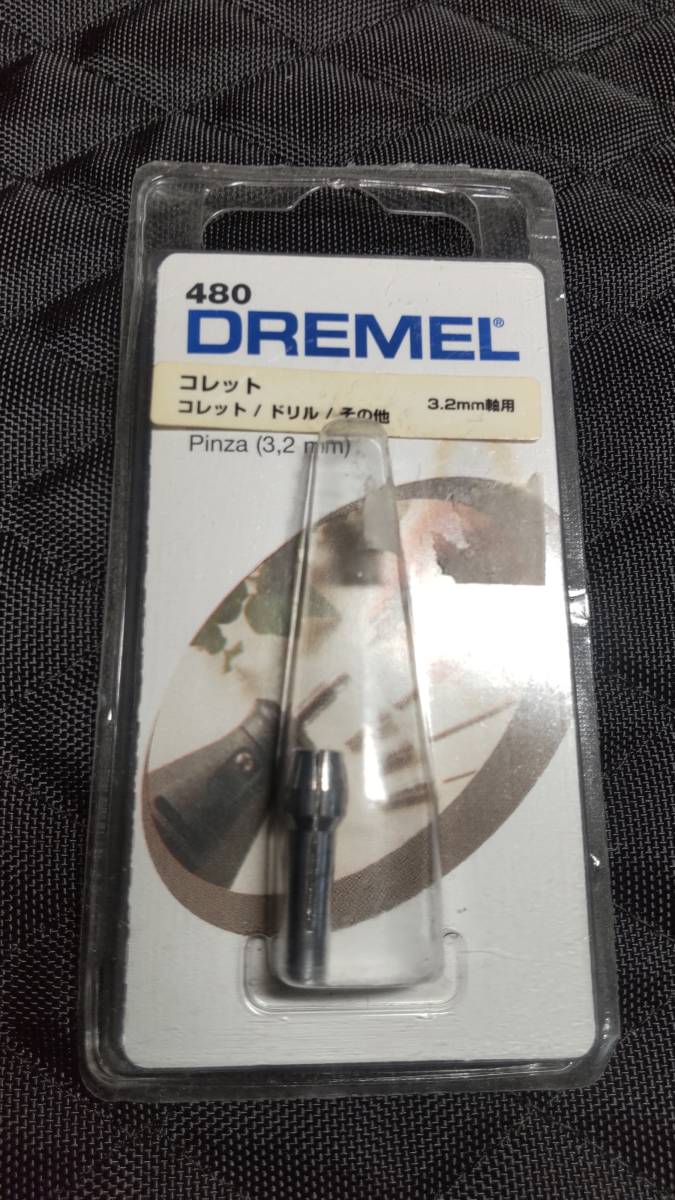 480
DREMEL®
コレット
コレット / ドリル / その他 3.2mm軸用
Pinza (3,2 mm)